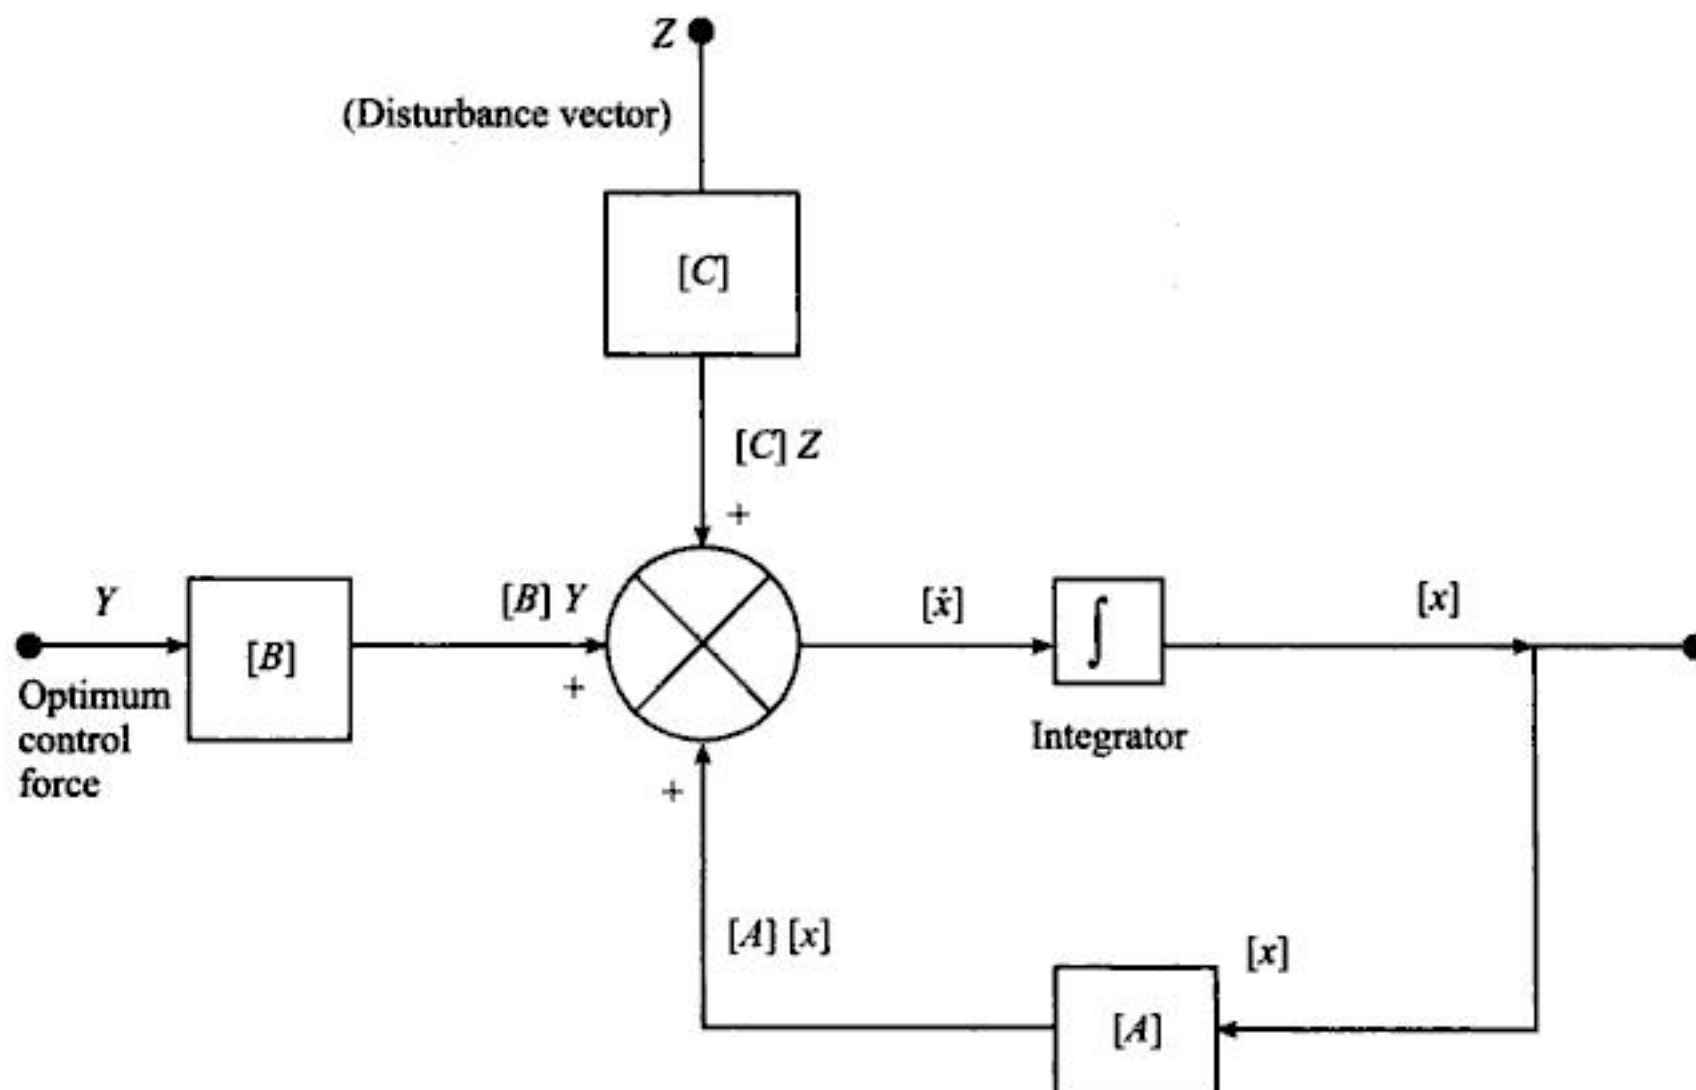 Z
(Disturbance vector)
[C]
[C] Z
+
Y
[B]
[B] Y
+
[ẋ]
∫
[x]
Optimum
control
force
Integrator
+
[A] [x]
[x]
[A]